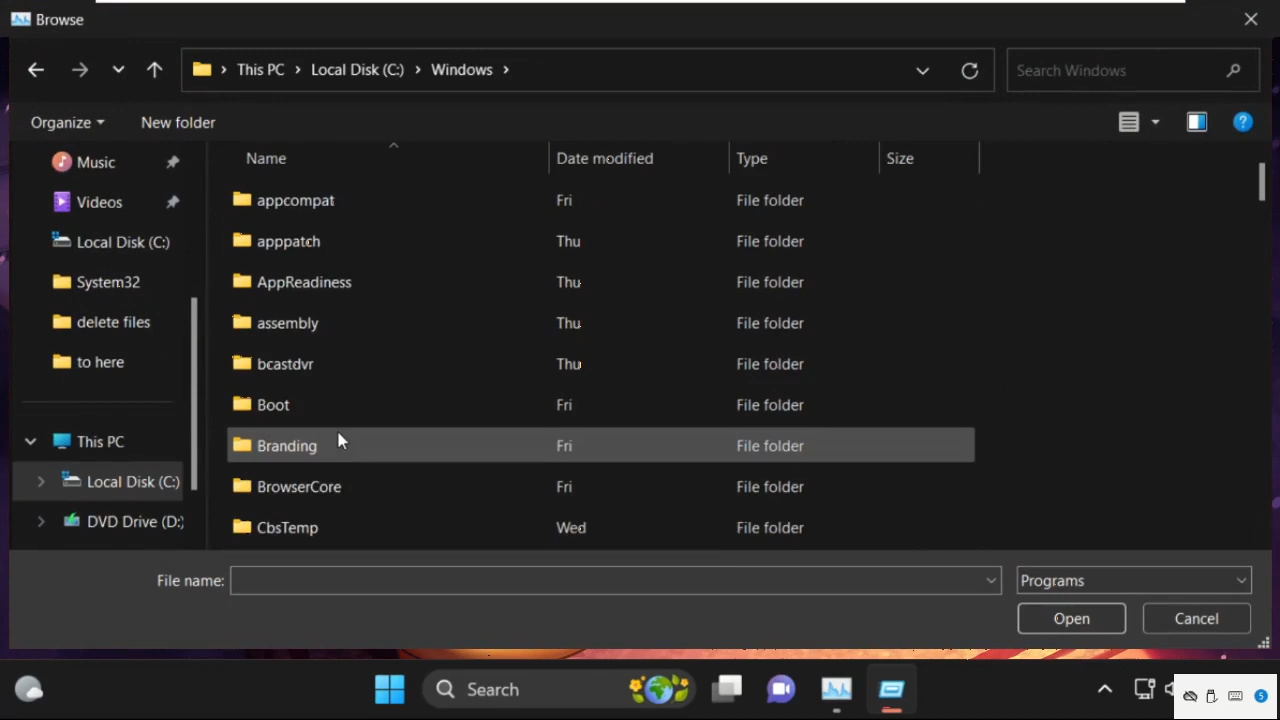 Browse
This PC Local Disk (C:) Windows
Search Windows
Organize New folder
Music
Videos
Local Disk (C:)
System32
delete files
to here
This PC
Local Disk (C:)
DVD Drive (D:)
Name Date modified Type Size
appcompat Fri File folder
apppatch Thu File folder
AppReadiness Thu File folder
assembly Thu File folder
bcastdvr Thu File folder
Boot Fri File folder
Branding Fri File folder
BrowserCore Fri File folder
CbsTemp Wed File folder
File name: Programs
Open Cancel
Search
5